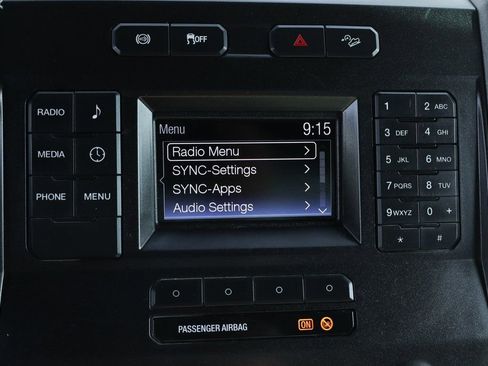 OFF
Menu 9:15
Radio Menu >
SYNC-Settings >
SYNC-Apps >
Audio Settings >
RADIO
MEDIA
PHONE MENU
1 2 ABC
3 DEF 4 GHI
5 JKL 6 MNO
7 PQRS 8 TUV
9 WXYZ 0 +
* #
PASSENGER AIRBAG ON